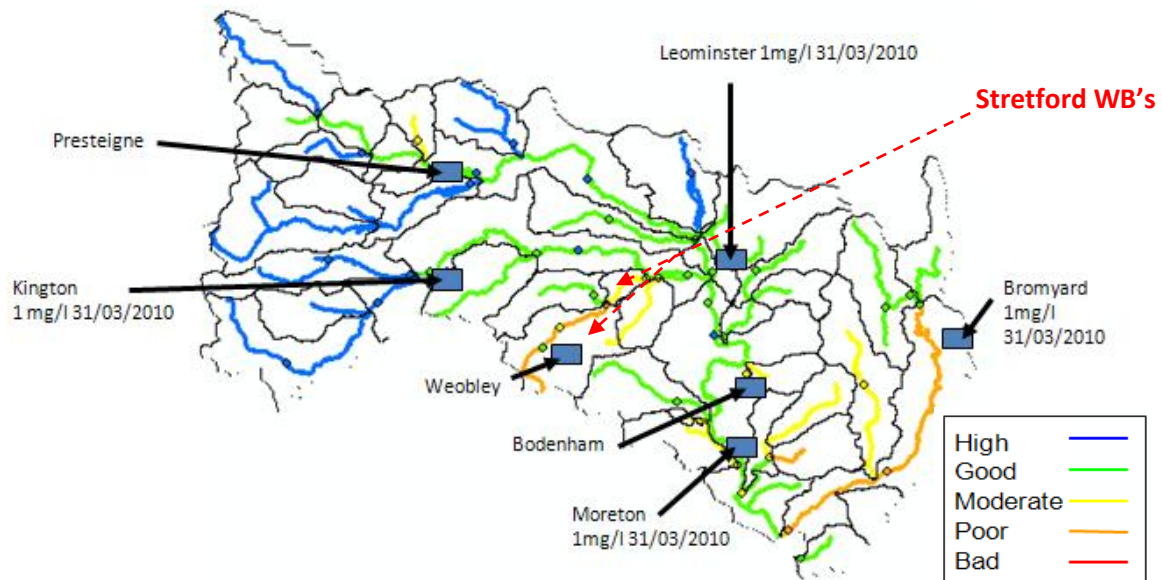 Leominster 1mg/l 31/03/2010
Stretford WB's
Presteigne
Kington
1 mg/l 31/03/2010
Bromyard
1mg/l
31/03/2010
Weobley
Bodenham
Moreton
1mg/l 31/03/2010
High
Good
Moderate
Poor
Bad